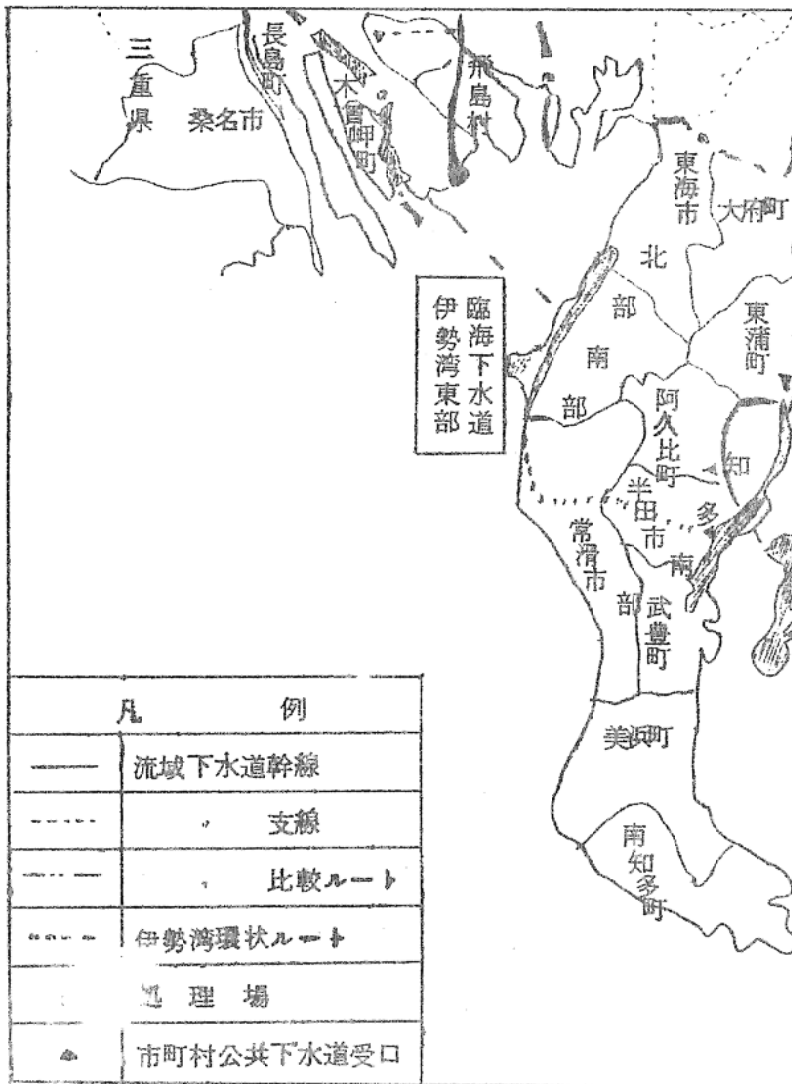 三重県
桑名市
長島町
木曽岬町
飛島村
東海市
大府町
北部
東浦町
南部
臨海下水道
伊勢湾東部
阿久比町
知多南部
半田市
常滑市
武豊町
美浜町
南知多町
凡 例
流域下水道幹線
〃 支線
〃 比較ルート
伊勢湾環状ルート
処理場
市町村公共下水道受口